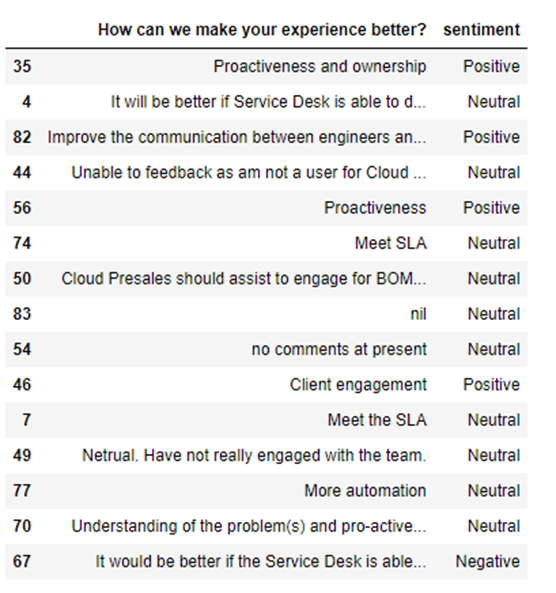 How can we make your experience better? sentiment
35 Proactiveness and ownership Positive
4 It will be better if Service Desk is able to d... Neutral
82 Improve the communication between engineers an... Positive
44 Unable to feedback as am not a user for Cloud ... Neutral
56 Proactiveness Positive
74 Meet SLA Neutral
50 Cloud Presales should assist to engage for BOM... Neutral
83 nil Neutral
54 no comments at present Neutral
46 Client engagement Positive
7 Meet the SLA Neutral
49 Netrual. Have not really engaged with the team. Neutral
77 More automation Neutral
70 Understanding of the problem(s) and pro-active... Neutral
67 It would be better if the Service Desk is able... Negative